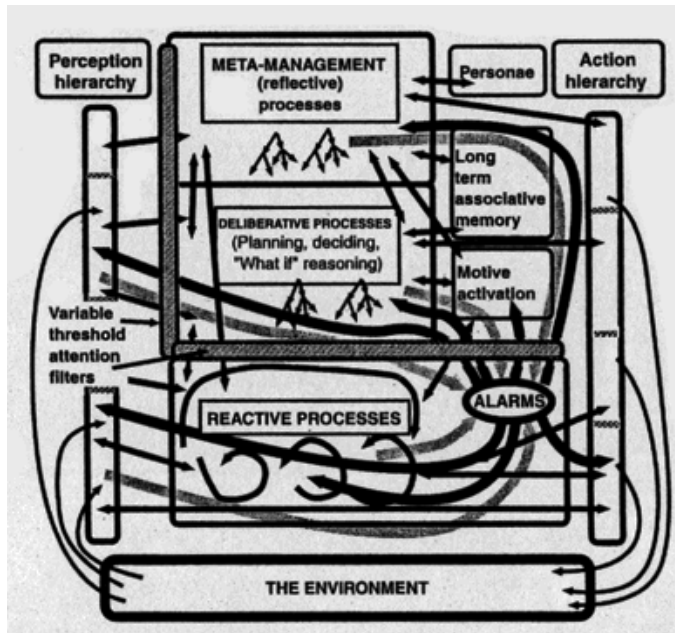 Perception
hierarchy
META-MANAGEMENT
(reflective)
processes
Personae
Action
hierarchy
Long
term
associative
memory
DELIBERATIVE PROCESSES
(Planning, deciding,
"What if" reasoning)
Motive
activation
Variable
threshold
attention
filters
REACTIVE PROCESSES
ALARMS
THE ENVIRONMENT